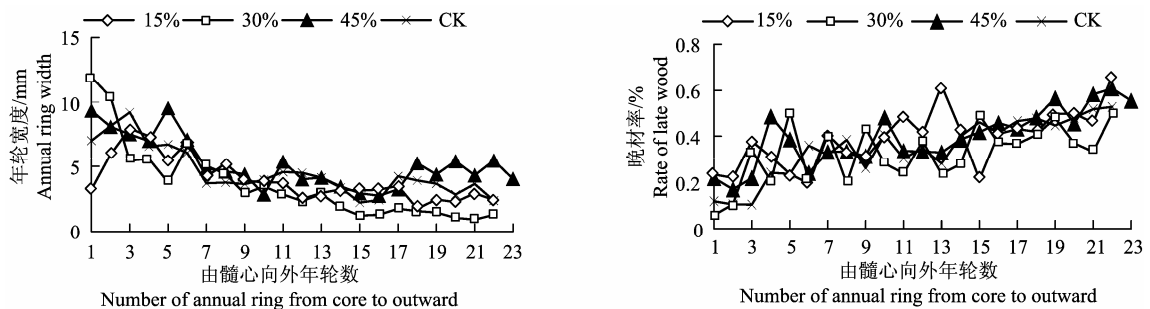 15% 30% 45% CK
年轮宽度/mm
Annual ring width
15
10
5
0
1 3 5 7 9 11 13 15 17 19 21 23
由髓心向外年轮数
Number of annual ring from core to outward
15% 30% 45% CK
晚材率/%
Rate of late wood
0.8
0.6
0.4
0.2
0
1 3 5 7 9 11 13 15 17 19 21 23
由髓心向外年轮数
Number of annual ring from core to outward